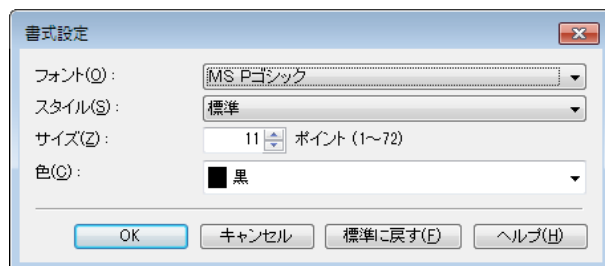 書式設定
フォント(O): MS Pゴシック
スタイル(S): 標準
サイズ(Z): 11 ポイント (1～72)
色(C): 黒
OK キャンセル 標準に戻す(F) ヘルプ(H)